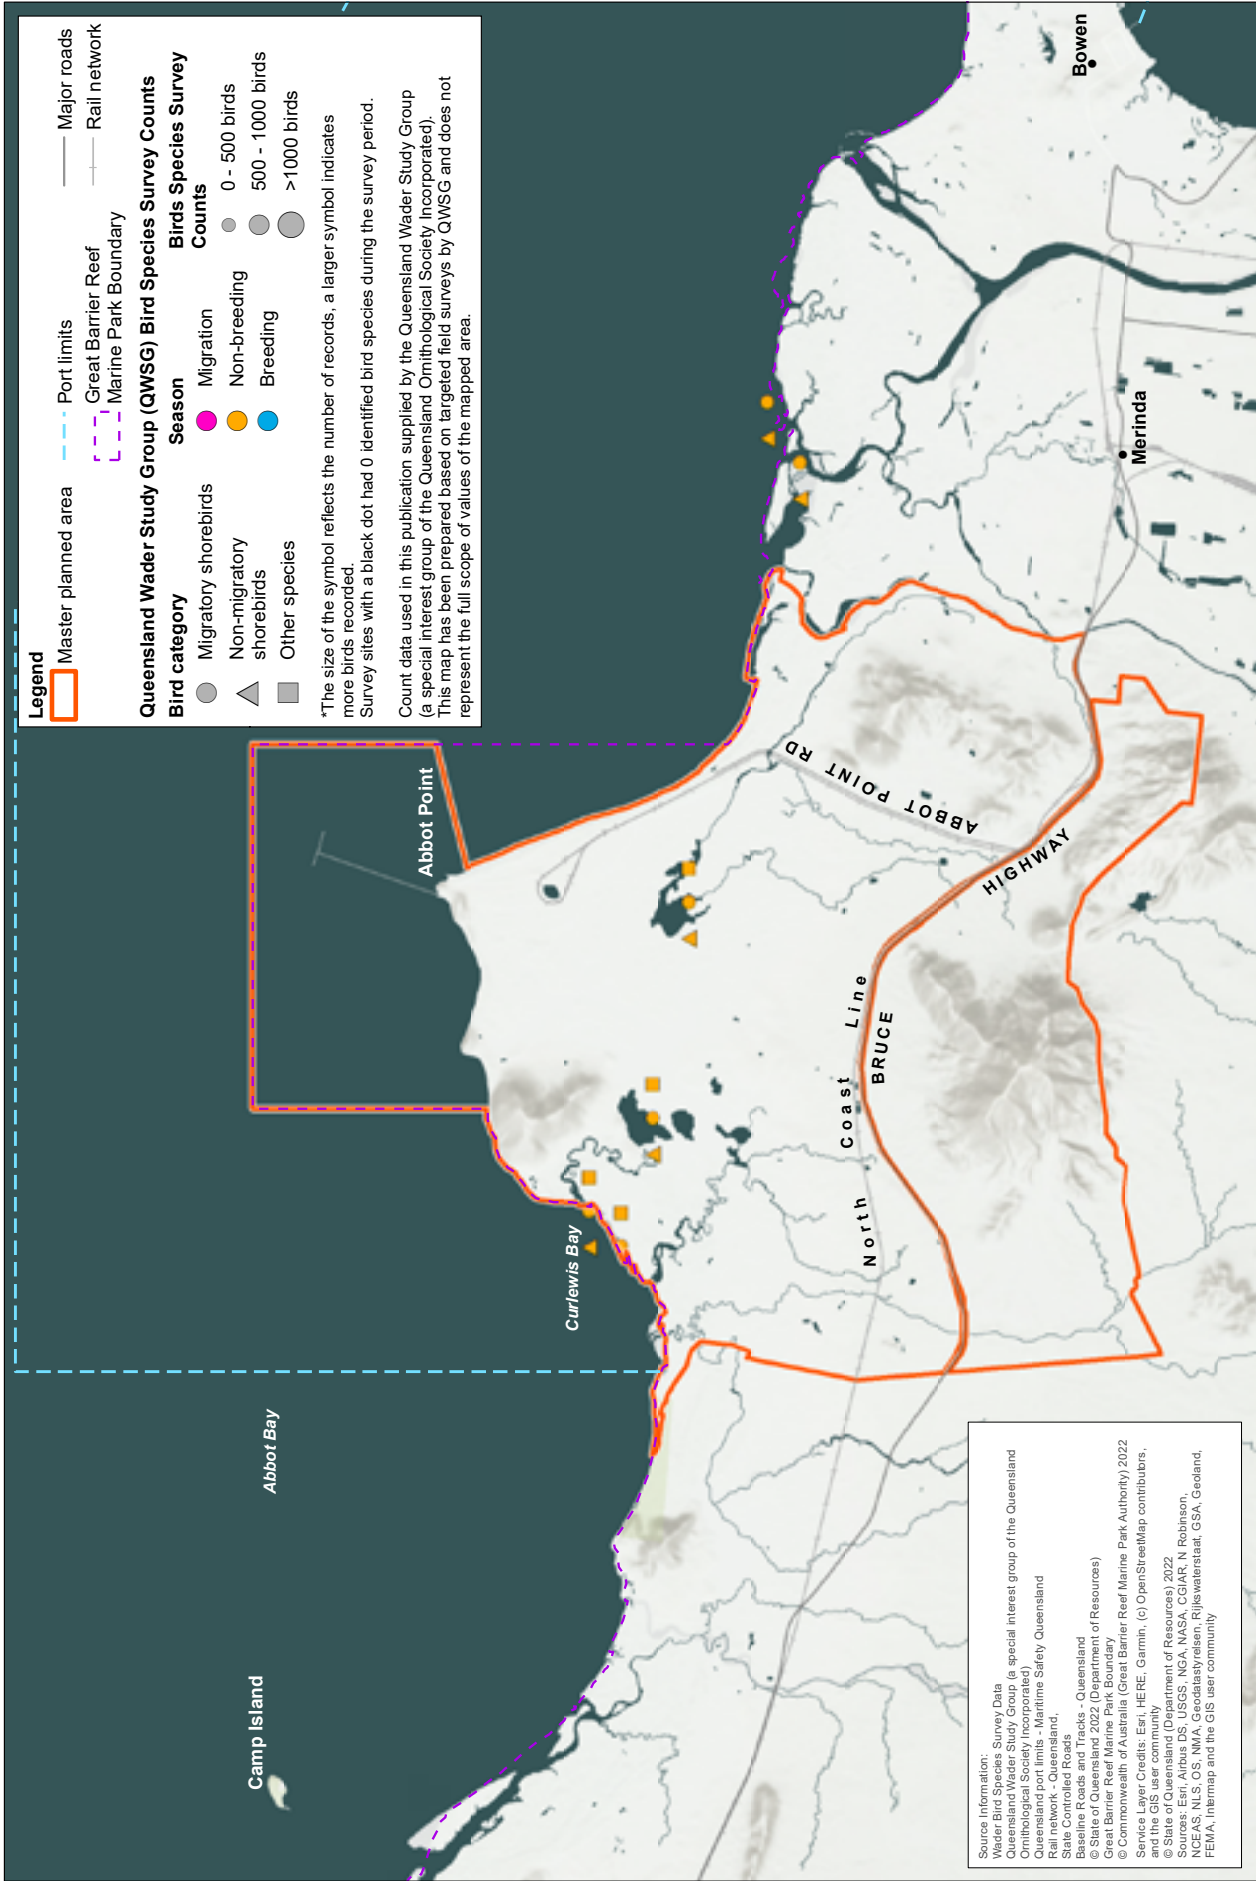 Legend
Master planned area
Port limits
Great Barrier Reef
Marine Park Boundary
Major roads
Rail network
Queensland Wader Study Group (QWSG) Bird Species Survey Counts
Bird category
Migratory shorebirds
Non-migratory
shorebirds
Other species
Season
Migration
Non-breeding
Breeding
Birds Species Survey
Counts
0 - 500 birds
500 - 1000 birds
>1000 birds
*The size of the symbol reflects the number of records, a larger symbol indicates
more birds recorded.
Survey sites with a black dot had 0 identified bird species during the survey period.
Count data used in this publication supplied by the Queensland Wader Study Group
(a special interest group of the Queensland Ornithological Society Incorporated).
This map has been prepared based on targeted field surveys by QWSG and does not
represent the full scope of values of the mapped area.
Camp Island
Abbot Bay
Abbot Point
Curlewis Bay
ABBOT POINT RD
North Coast Line
BRUCE HIGHWAY
Merinda
Bowen
Source Information:
Wader Bird Species Survey Data
Queensland Wader Study Group (a special interest group of the Queensland
Ornithological Society Incorporated)
Queensland port limits - Maritime Safety Queensland
Rail network - Queensland,
State Controlled Roads
Baseline Roads and Tracks - Queensland
© State of Queensland 2022 (Department of Resources)
Great Barrier Reef Marine Park Boundary
© Commonwealth of Australia (Great Barrier Reef Marine Park Authority) 2022
Service Layer Credits: Esri, HERE, Garmin, (c) OpenStreetMap contributors,
and the GIS user community
© State of Queensland (Department of Resources) 2022
Sources: Esri, Airbus DS, USGS, NGA, NASA, CGIAR, N Robinson,
NCEAS, NLS, OS, NMA, Geodatastyrelsen, Rijkswaterstaat, GSA, Geoland,
FEMA, Intermap and the GIS user community